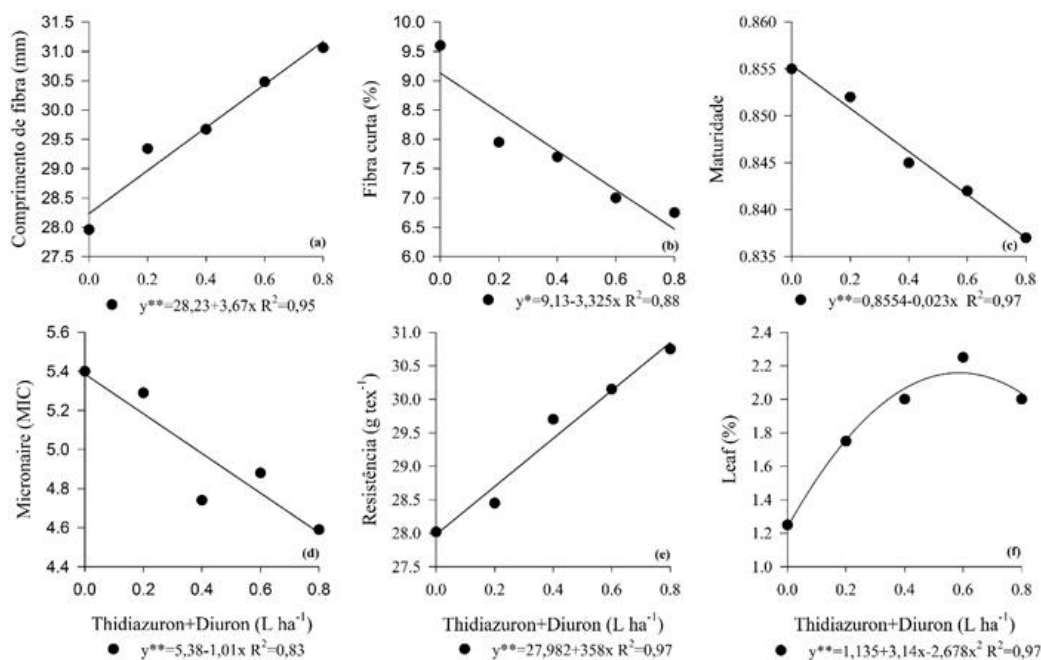 Comprimento de fibra (mm)
31.5
31.0
30.5
30.0
29.5
29.0
28.5
28.0
27.5
0.0 0.2 0.4 0.6 0.8
(a)
y**=28,23+3,67x R²=0,95
Fibra curta (%)
10.0
9.5
9.0
8.5
8.0
7.5
7.0
6.5
6.0
0.0 0.2 0.4 0.6 0.8
(b)
y*=9,13-3,325x R²=0,88
Maturidade
0.860
0.855
0.850
0.845
0.840
0.835
0.0 0.2 0.4 0.6 0.8
(c)
y**=0,8554-0,023x R²=0,97
Micronaire (MIC)
5.6
5.4
5.2
5.0
4.8
4.6
4.4
0.0 0.2 0.4 0.6 0.8
(d)
Thidiazuron+Diuron (L ha⁻¹)
y**=5,38-1,01x R²=0,83
Resistência (g tex⁻¹)
31.0
30.5
30.0
29.5
29.0
28.5
28.0
27.5
0.0 0.2 0.4 0.6 0.8
(e)
Thidiazuron+Diuron (L ha⁻¹)
y**=27,982+358x R²=0,97
Leaf (%)
2.4
2.2
2.0
1.8
1.6
1.4
1.2
1.0
0.0 0.2 0.4 0.6 0.8
(f)
Thidiazuron+Diuron (L ha⁻¹)
y**=1,135+3,14x-2,678x² R²=0,97